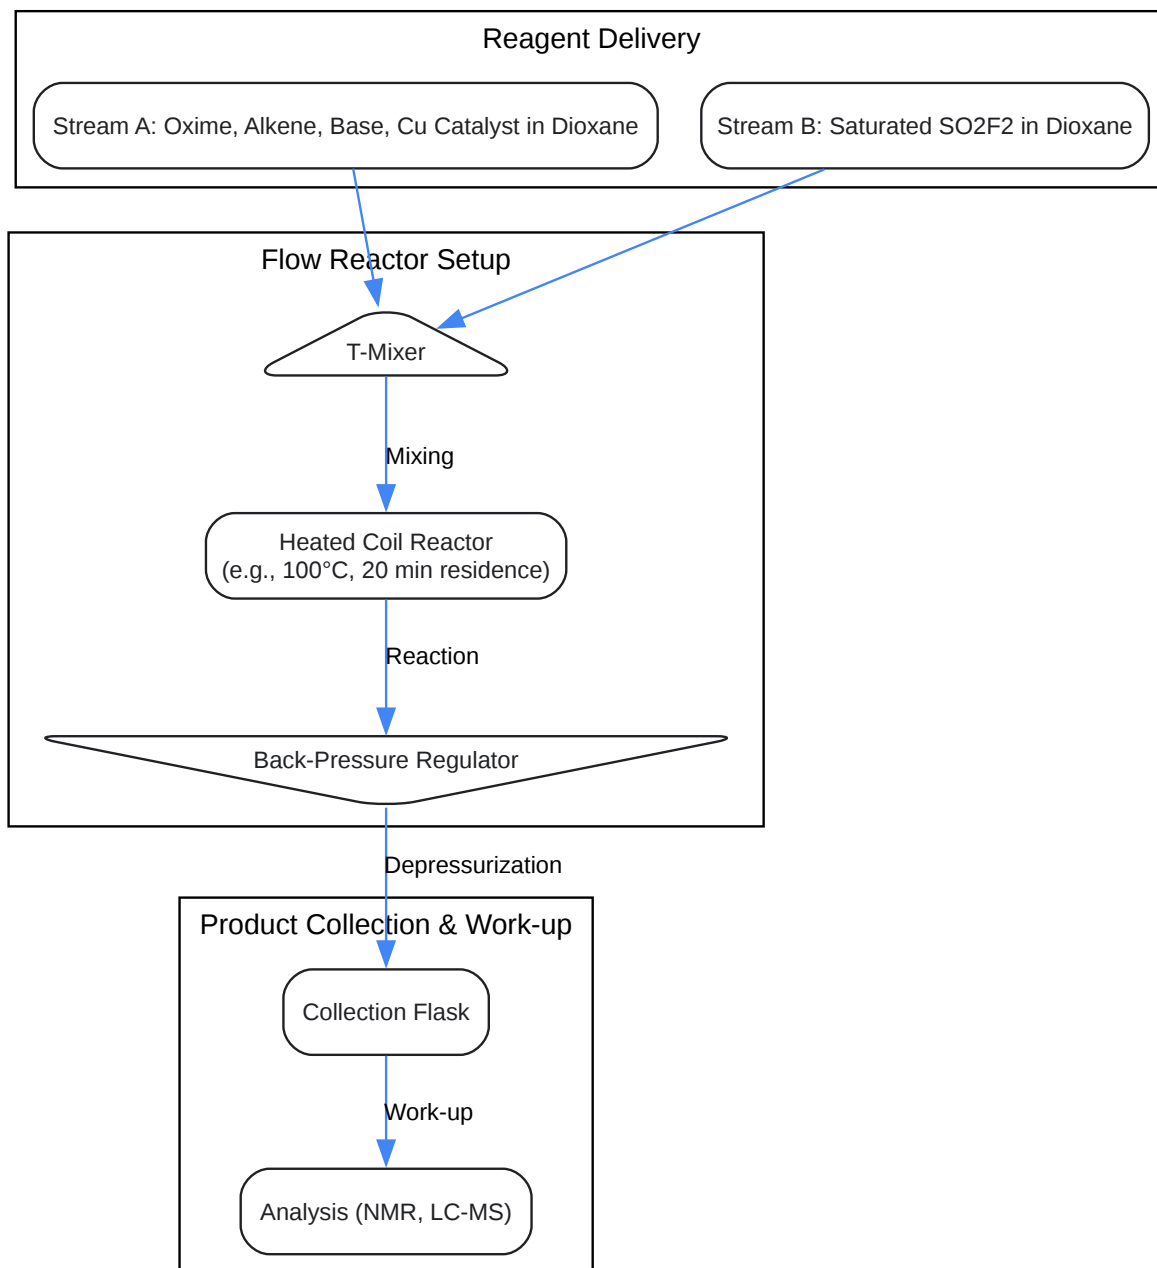 Reagent Delivery
Stream A: Oxime, Alkene, Base, Cu Catalyst in Dioxane
Stream B: Saturated SO2F2 in Dioxane
Flow Reactor Setup
T-Mixer
Mixing
Heated Coil Reactor
(e.g., 100°C, 20 min residence)
Reaction
Back-Pressure Regulator
Depressurization
Product Collection & Work-up
Collection Flask
Work-up
Analysis (NMR, LC-MS)